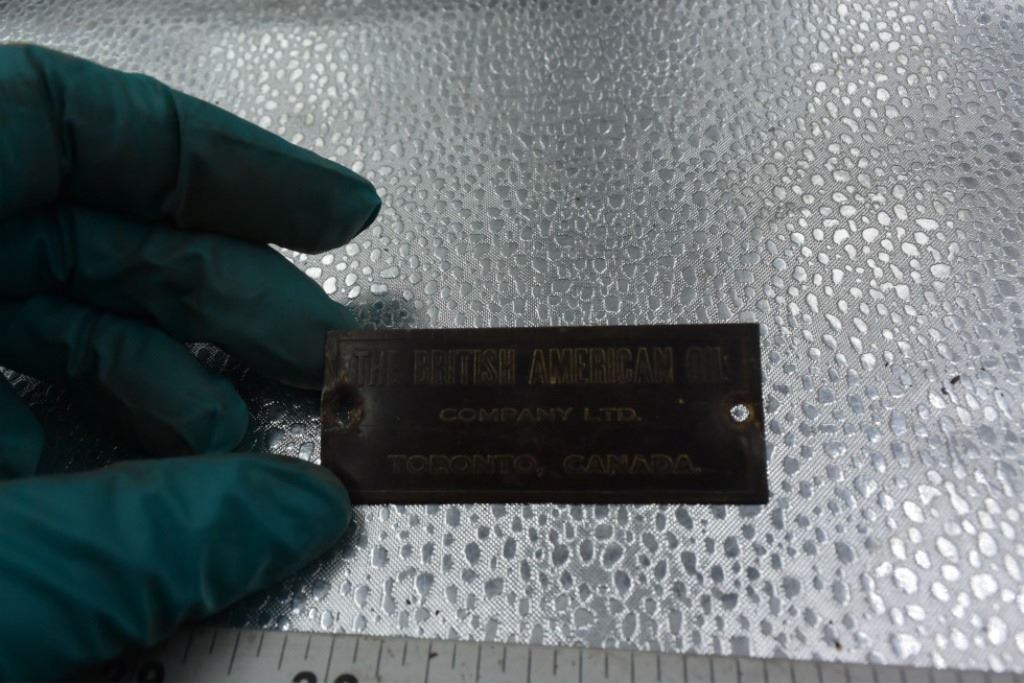 THE BRITISH AMERICAN OIL
COMPANY LTD.
TORONTO, CANADA.